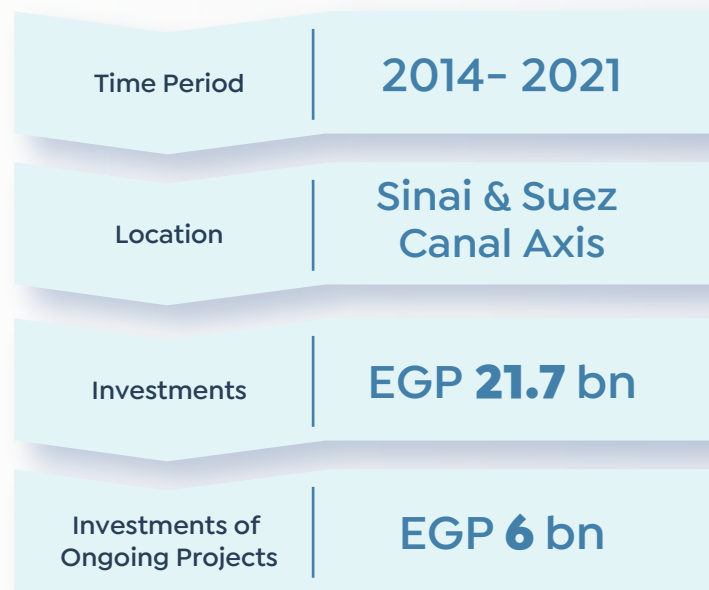 Time Period
2014- 2021
Location
Sinai & Suez
Canal Axis
Investments
EGP 21.7 bn
Investments of
Ongoing Projects
EGP 6 bn